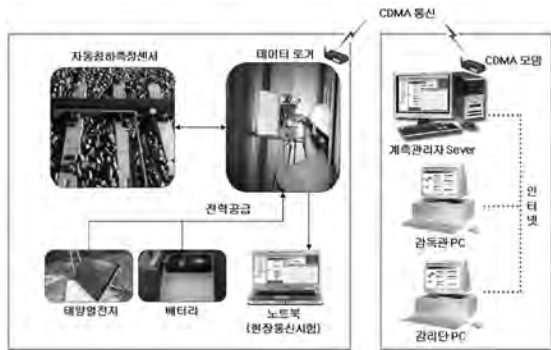 CDMA 통신
자동침하측정센서
데이터 로거
CDMA 모뎀
계측관리자 Sever
전력공급
인터넷
감독관 PC
태양열전지
배터리
노트북
(현장통신시험)
감리단 PC